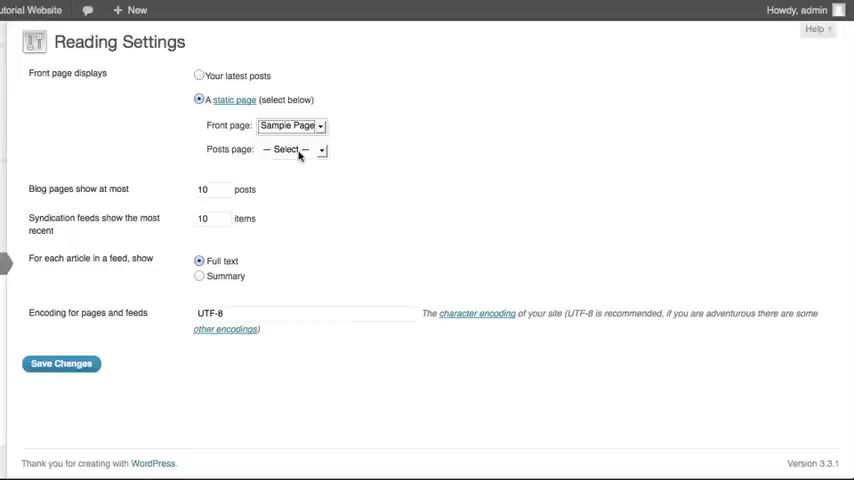 utorial Website
New
Howdy, admin
Help
Reading Settings
Front page displays
Your latest posts
A static page (select below)
Front page: Sample Page
Posts page: — Select —
Blog pages show at most
10 posts
Syndication feeds show the most
recent
10 items
For each article in a feed, show
Full text
Summary
Encoding for pages and feeds
UTF-8
The character encoding of your site (UTF-8 is recommended, if you are adventurous there are some
other encodings)
Save Changes
Thank you for creating with WordPress.
Version 3.3.1